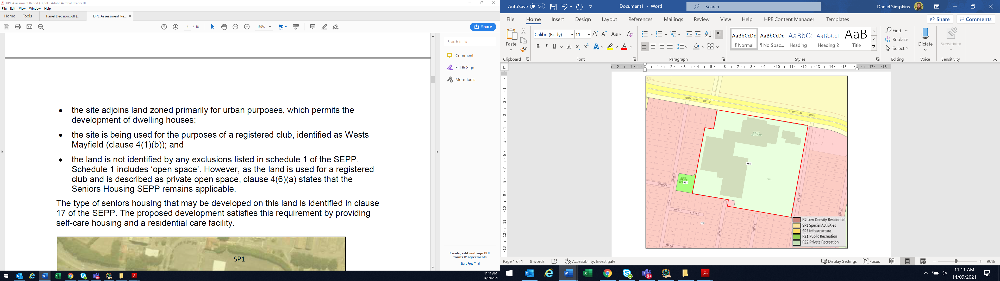 DPE Assessment Report (1).pdf - Adobe Acrobat Reader DC
File Edit View Window Help
Home Tools Panel Decision.pdf (... DPE Assessment Re... ×
4 / 18 180% Share
Search tools
Comment
Fill & Sign
More Tools
• the site adjoins land zoned primarily for urban purposes, which permits the
development of dwelling houses;
• the site is being used for the purposes of a registered club, identified as Wests
Mayfield (clause 4(1)(b)); and
• the land is not identified by any exclusions listed in schedule 1 of the SEPP.
Schedule 1 includes ‘open space’. However, as the land is used for a registered
club and is described as private open space, clause 4(6)(a) states that the
Seniors Housing SEPP remains applicable.
The type of seniors housing that may be developed on this land is identified in clause
17 of the SEPP. The proposed development satisfies this requirement by providing
self-care housing and a residential care facility.
SP1
Create, edit and sign PDF
forms & agreements
Start Free Trial
11:11 AM
14/09/2021
AutoSave Off Document1 - Word Search Daniel Simpkins
File Home Insert Design Layout References Mailings Review View Help HPE Content Manager Templates Share Comments
Paste
Clipboard
Calibri (Body) 11
Font
Paragraph
AaBbCcDc AaBbCcDc AaBbCc AaBbCcD AaB
¶ Normal ¶ No Spac... Heading 1 Heading 2 Title
Styles
Find
Replace
Select
Editing
Dictate
Voice
Sensitivity
Sensitivity
INDUSTRIAL DRIVE
INDUSTRIAL DRIVE
WESTS
MAYFIELD
RE2
OVAL
AVON
STREET
RE1
STREET
STREET
AVON
CONTAY STREET
R2
STREET
STREET
STREET
STREET
MENA
R2 Low Density Residential
SP1 Special Activities
SP2 Infrastructure
RE1 Public Recreation
RE2 Private Recreation
Page 1 of 1 8 words Accessibility: Investigate Display Settings Focus 90%
11:11 AM
14/09/2021